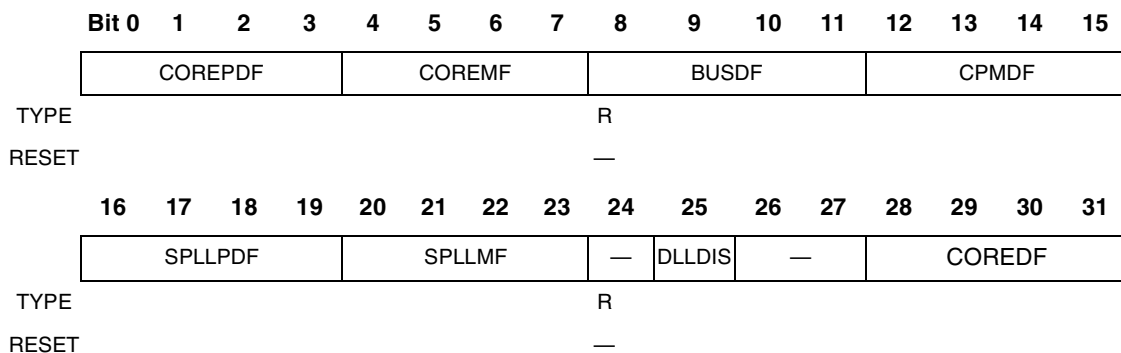 Bit 0 1 2 3 4 5 6 7 8 9 10 11 12 13 14 15
COREPDF COREMF BUSDF CPMDF
TYPE R
RESET —
16 17 18 19 20 21 22 23 24 25 26 27 28 29 30 31
SPLLPDF SPLLMF — DLLDIS — COREDF
TYPE R
RESET —